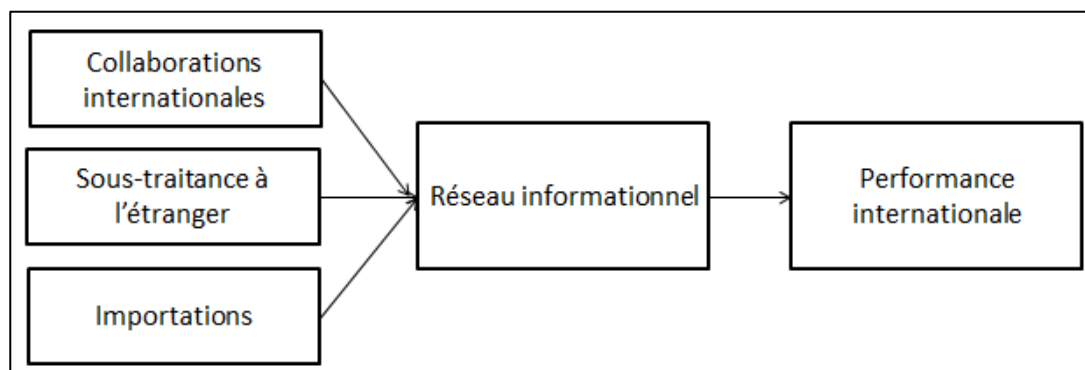 Collaborations
internationales
Sous-traitance à
l'étranger
Importations
Réseau informationnel
Performance
internationale